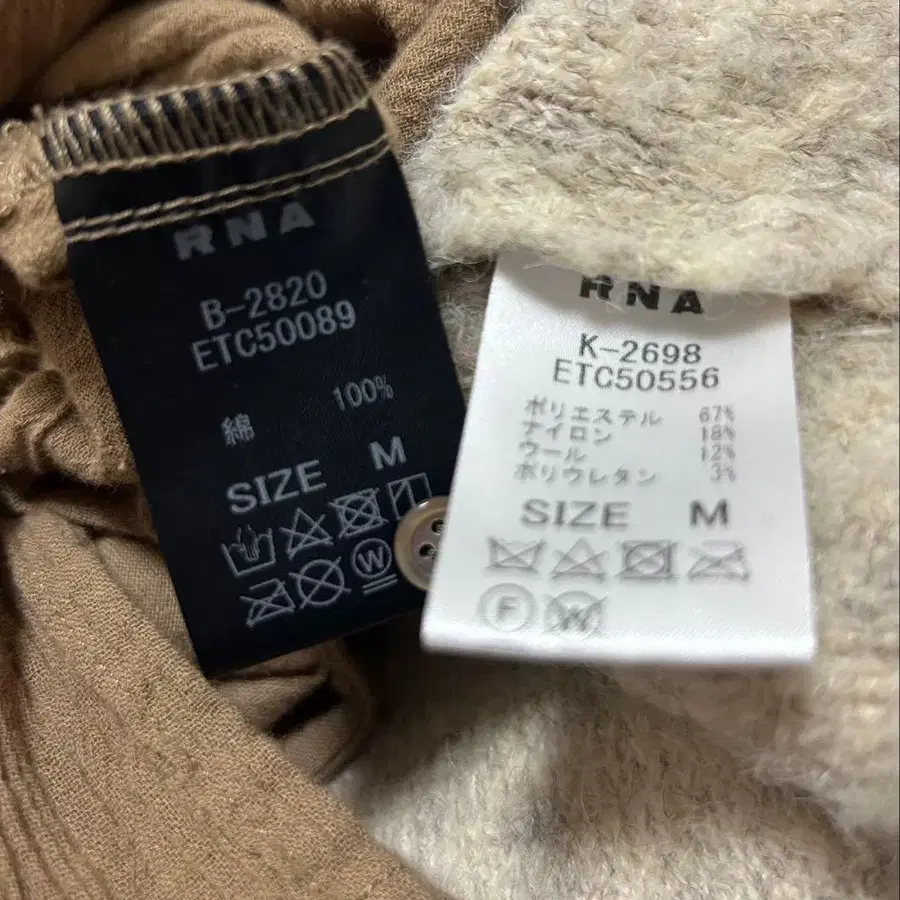 RNA
B-2820
ETC50089
綿 100%
SIZE M
W
RNA
K-2698
ETC50556
ポリエステル 67%
ナイロン 18%
ウール 12%
ポリウレタン 3%
SIZE M
F W